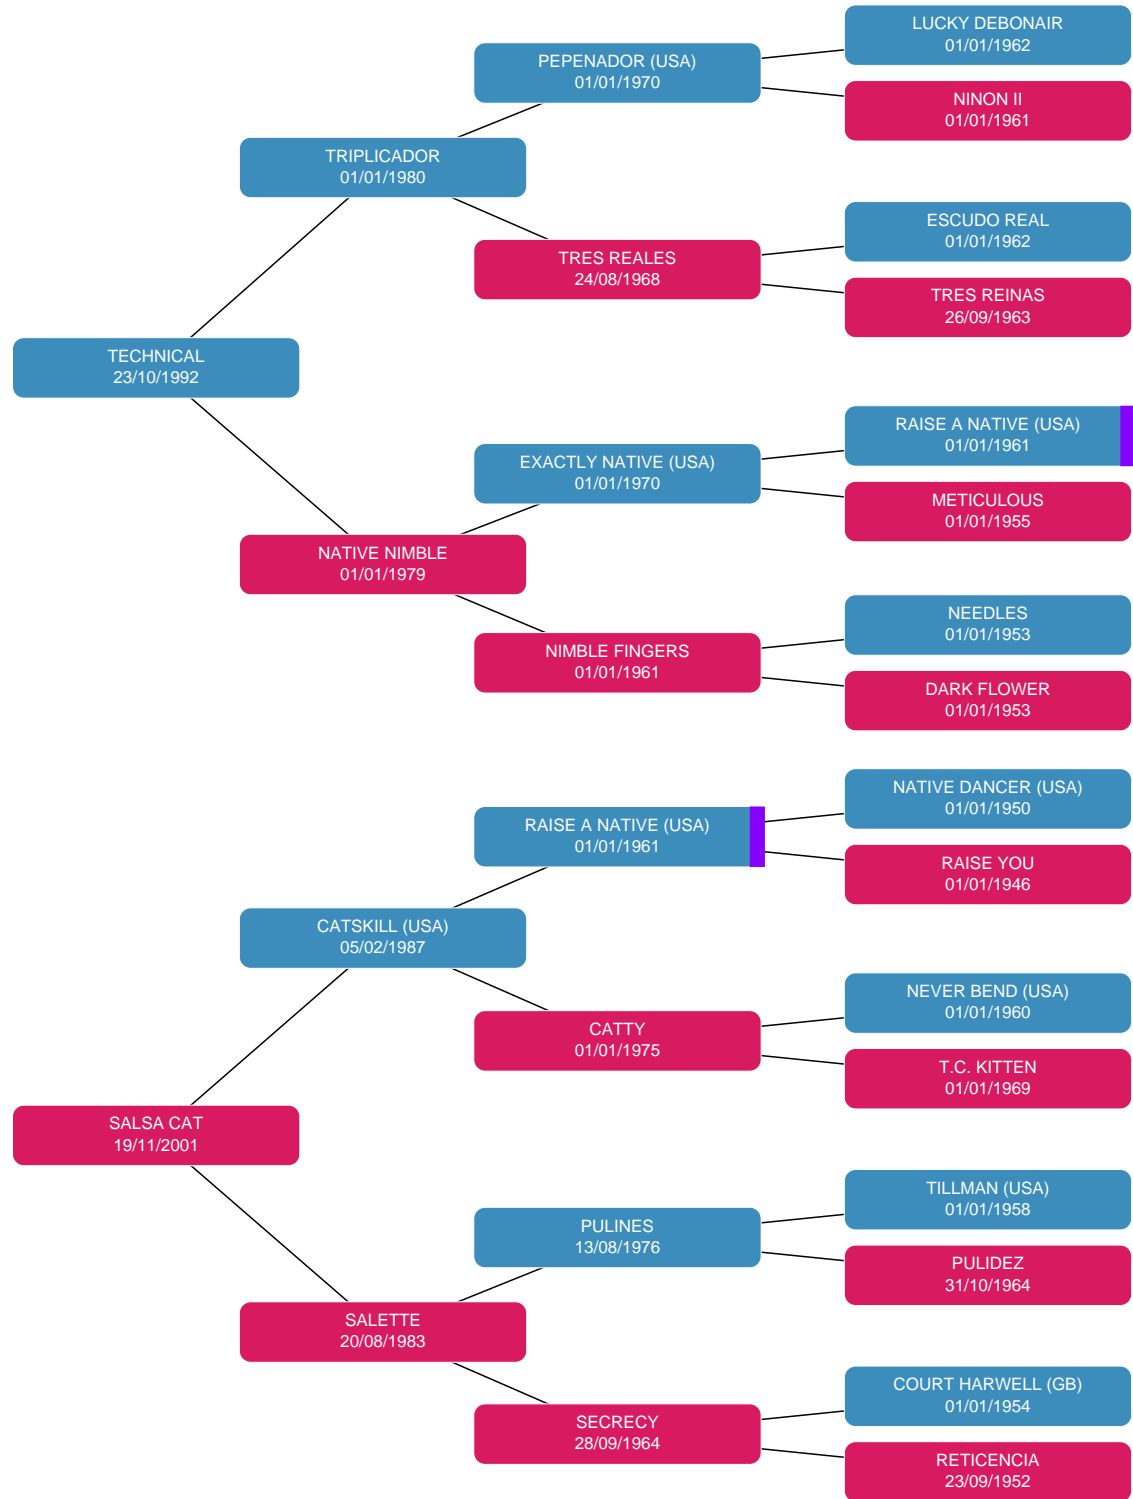 LUCKY DEBONAIR
01/01/1962
PEPENADOR (USA)
01/01/1970
NINON II
01/01/1961
TRIPLICADOR
01/01/1980
ESCUDO REAL
01/01/1962
TRES REALES
24/08/1968
TRES REINAS
26/09/1963
TECHNICAL
23/10/1992
RAISE A NATIVE (USA)
01/01/1961
EXACTLY NATIVE (USA)
01/01/1970
METICULOUS
01/01/1955
NATIVE NIMBLE
01/01/1979
NEEDLES
01/01/1953
NIMBLE FINGERS
01/01/1961
DARK FLOWER
01/01/1953
NATIVE DANCER (USA)
01/01/1950
RAISE A NATIVE (USA)
01/01/1961
RAISE YOU
01/01/1946
CATSKILL (USA)
05/02/1987
NEVER BEND (USA)
01/01/1960
CATTY
01/01/1975
T.C. KITTEN
01/01/1969
SALSA CAT
19/11/2001
TILLMAN (USA)
01/01/1958
PULINES
13/08/1976
PULIDEZ
31/10/1964
SALETTE
20/08/1983
COURT HARWELL (GB)
01/01/1954
SECRECY
28/09/1964
RETICENCIA
23/09/1952